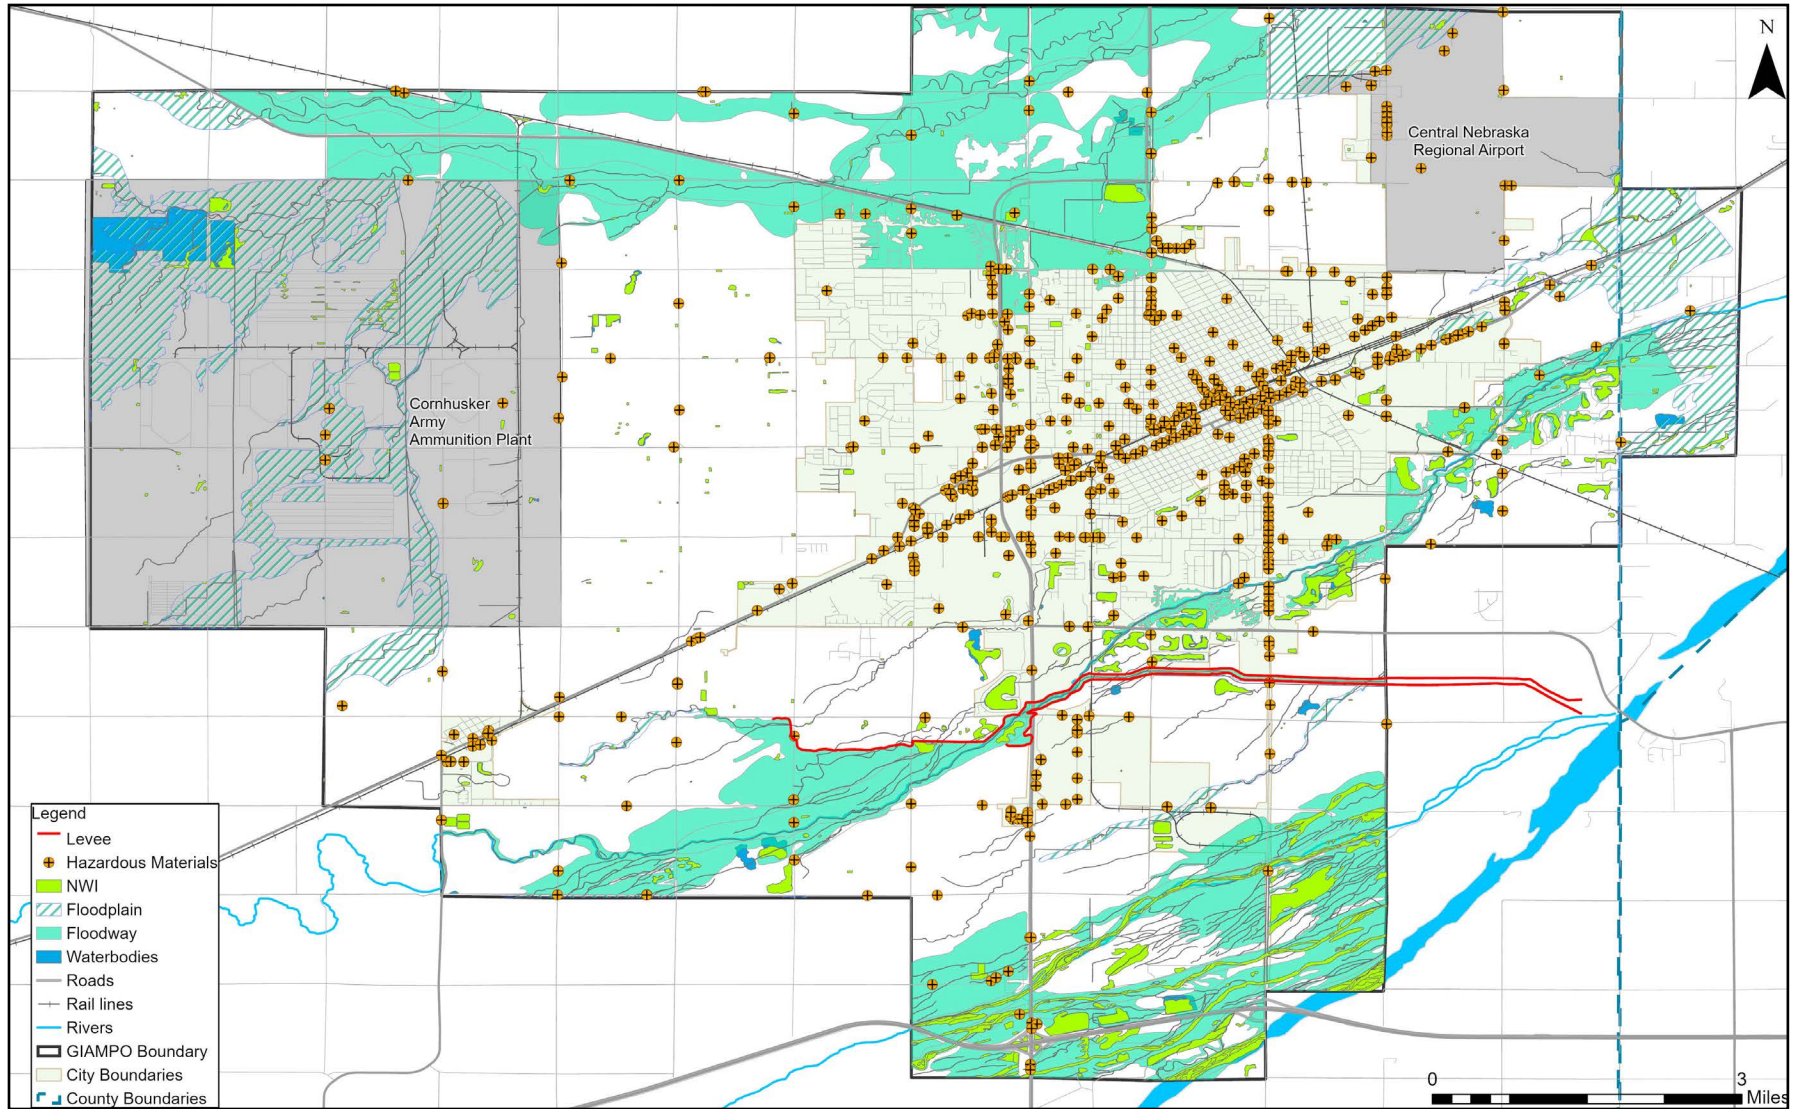 N
Central Nebraska
Regional Airport
Cornhusker
Army
Ammunition Plant
Legend
Levee
Hazardous Materials
NWI
Floodplain
Floodway
Waterbodies
Roads
Rail lines
Rivers
GIAMPO Boundary
City Boundaries
County Boundaries
0 3
Miles